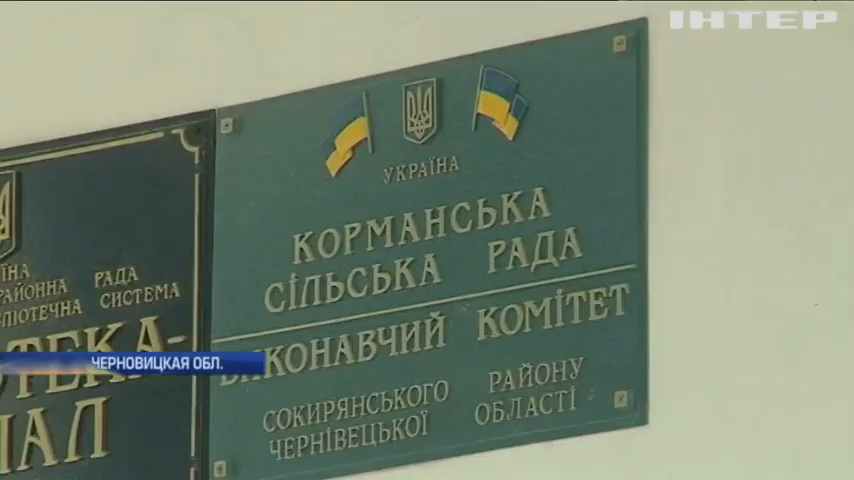 ІНТЕР
УКРАЇНА
КОРМАНСЬКА
СІЛЬСЬКА РАДА
ВИКОНАВЧИЙ КОМІТЕТ
СОКИРЯНСЬКОГО РАЙОНУ
ЧЕРНІВЕЦЬКОЇ ОБЛАСТІ
РАДА
СИСТЕМА
ЧЕРНОВИЦКАЯ ОБЛ.